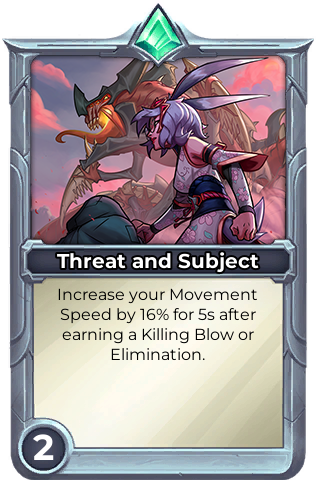 Threat and Subject
Increase your Movement
Speed by 16% for 5s after
earning a Killing Blow or
Elimination.
2